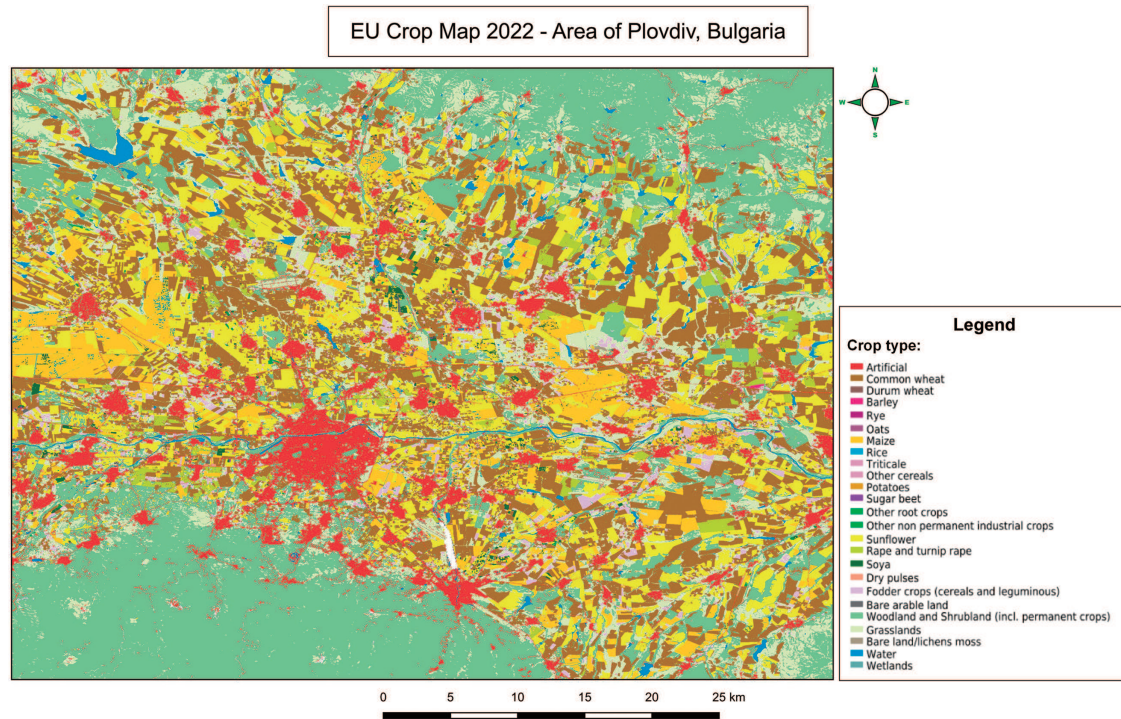 EU Crop Map 2022 - Area of Plovdiv, Bulgaria
N
W
E
S
Legend
Crop type:
Artificial
Common wheat
Durum wheat
Barley
Rye
Oats
Maize
Rice
Triticale
Other cereals
Potatoes
Sugar beet
Other root crops
Other non permanent industrial crops
Sunflower
Rape and turnip rape
Soya
Dry pulses
Fodder crops (cereals and leguminous)
Bare arable land
Woodland and Shrubland (incl. permanent crops)
Grasslands
Bare land/lichens moss
Water
Wetlands
0 5 10 15 20 25 km